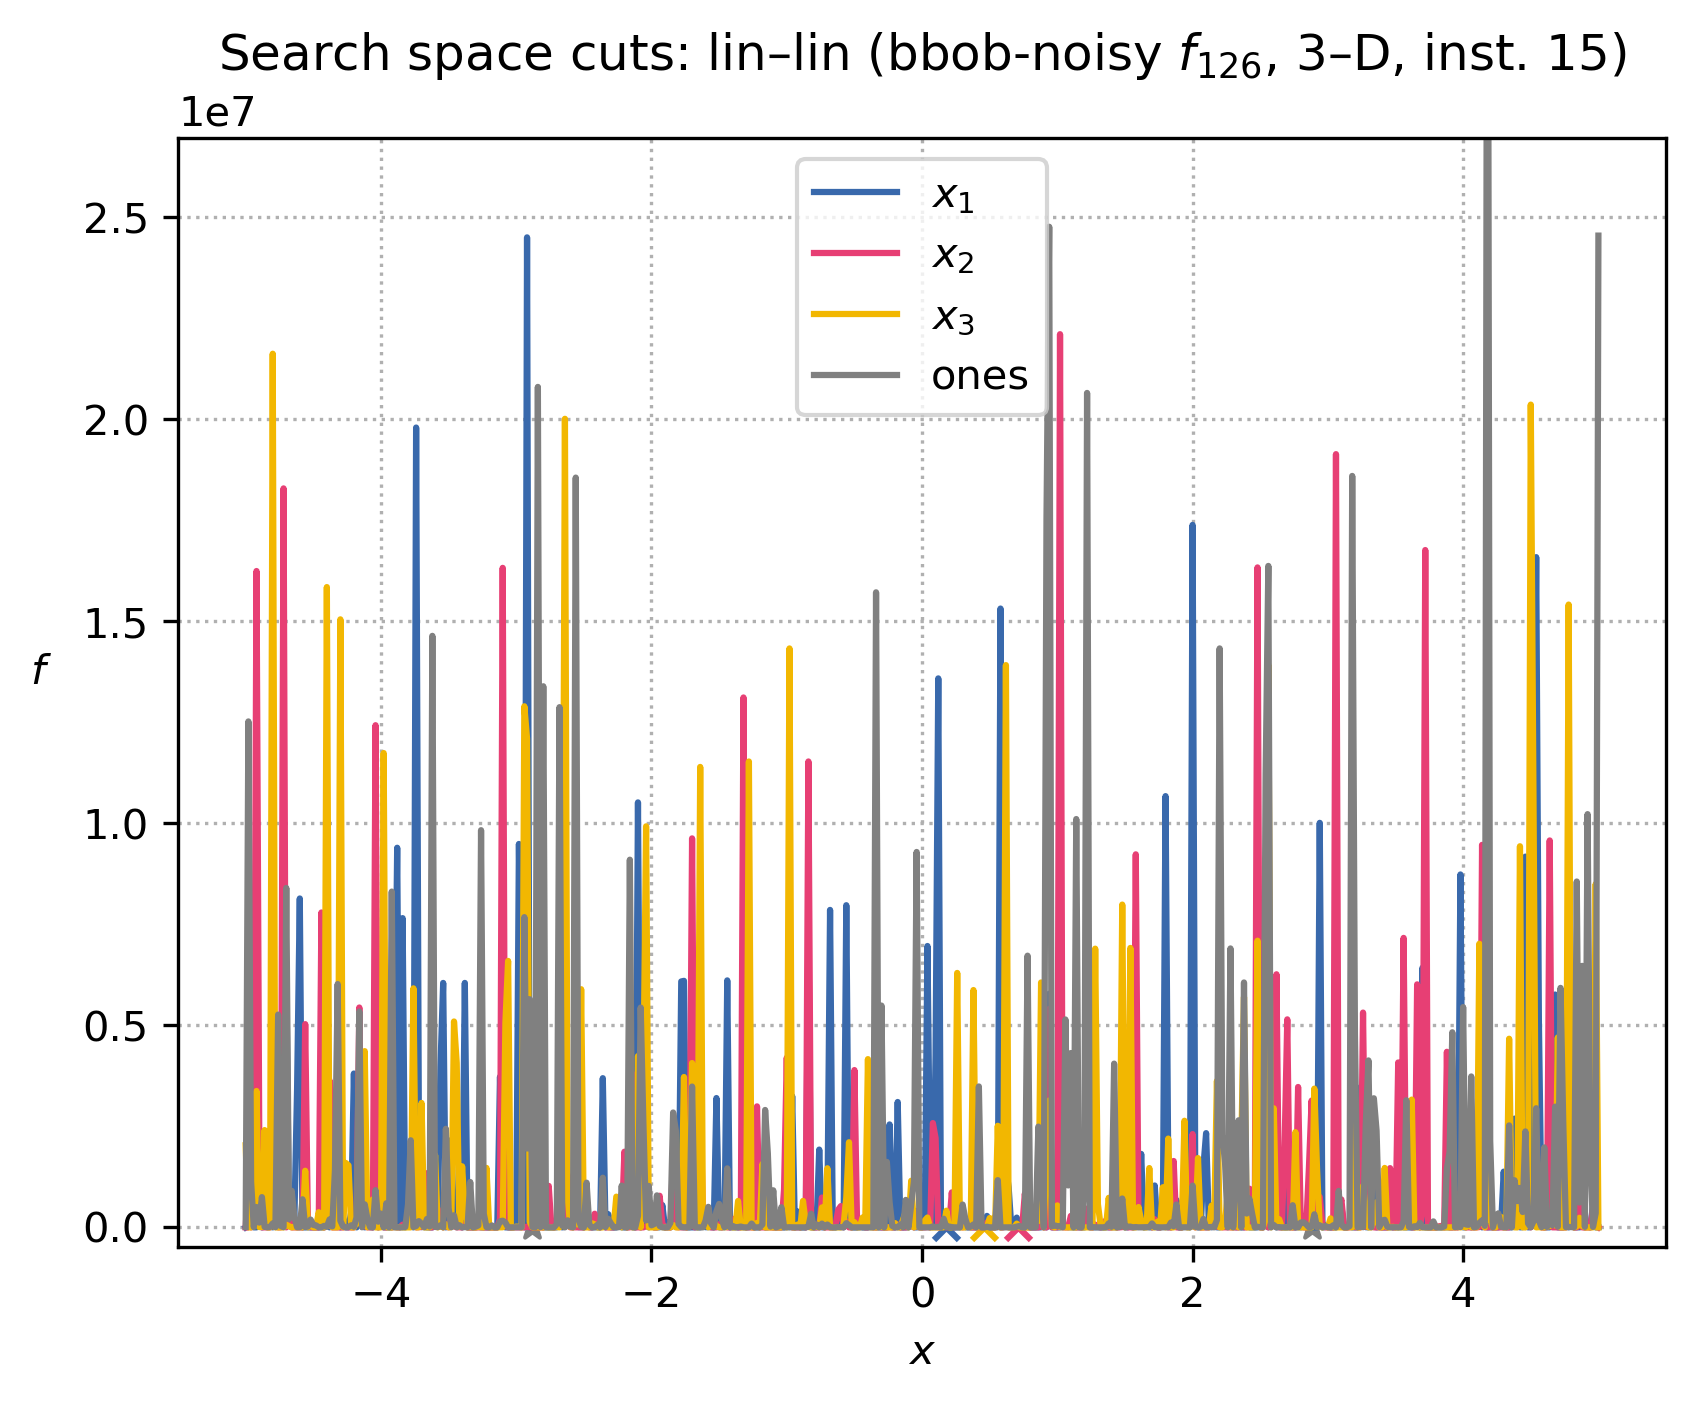 Search space cuts: lin–lin (bbob-noisy f₁₂₆, 3–D, inst. 15)
1e7
x₁
x₂
x₃
ones
2.5
2.0
1.5
1.0
0.5
0.0
f
−4
−2
0
2
4
x